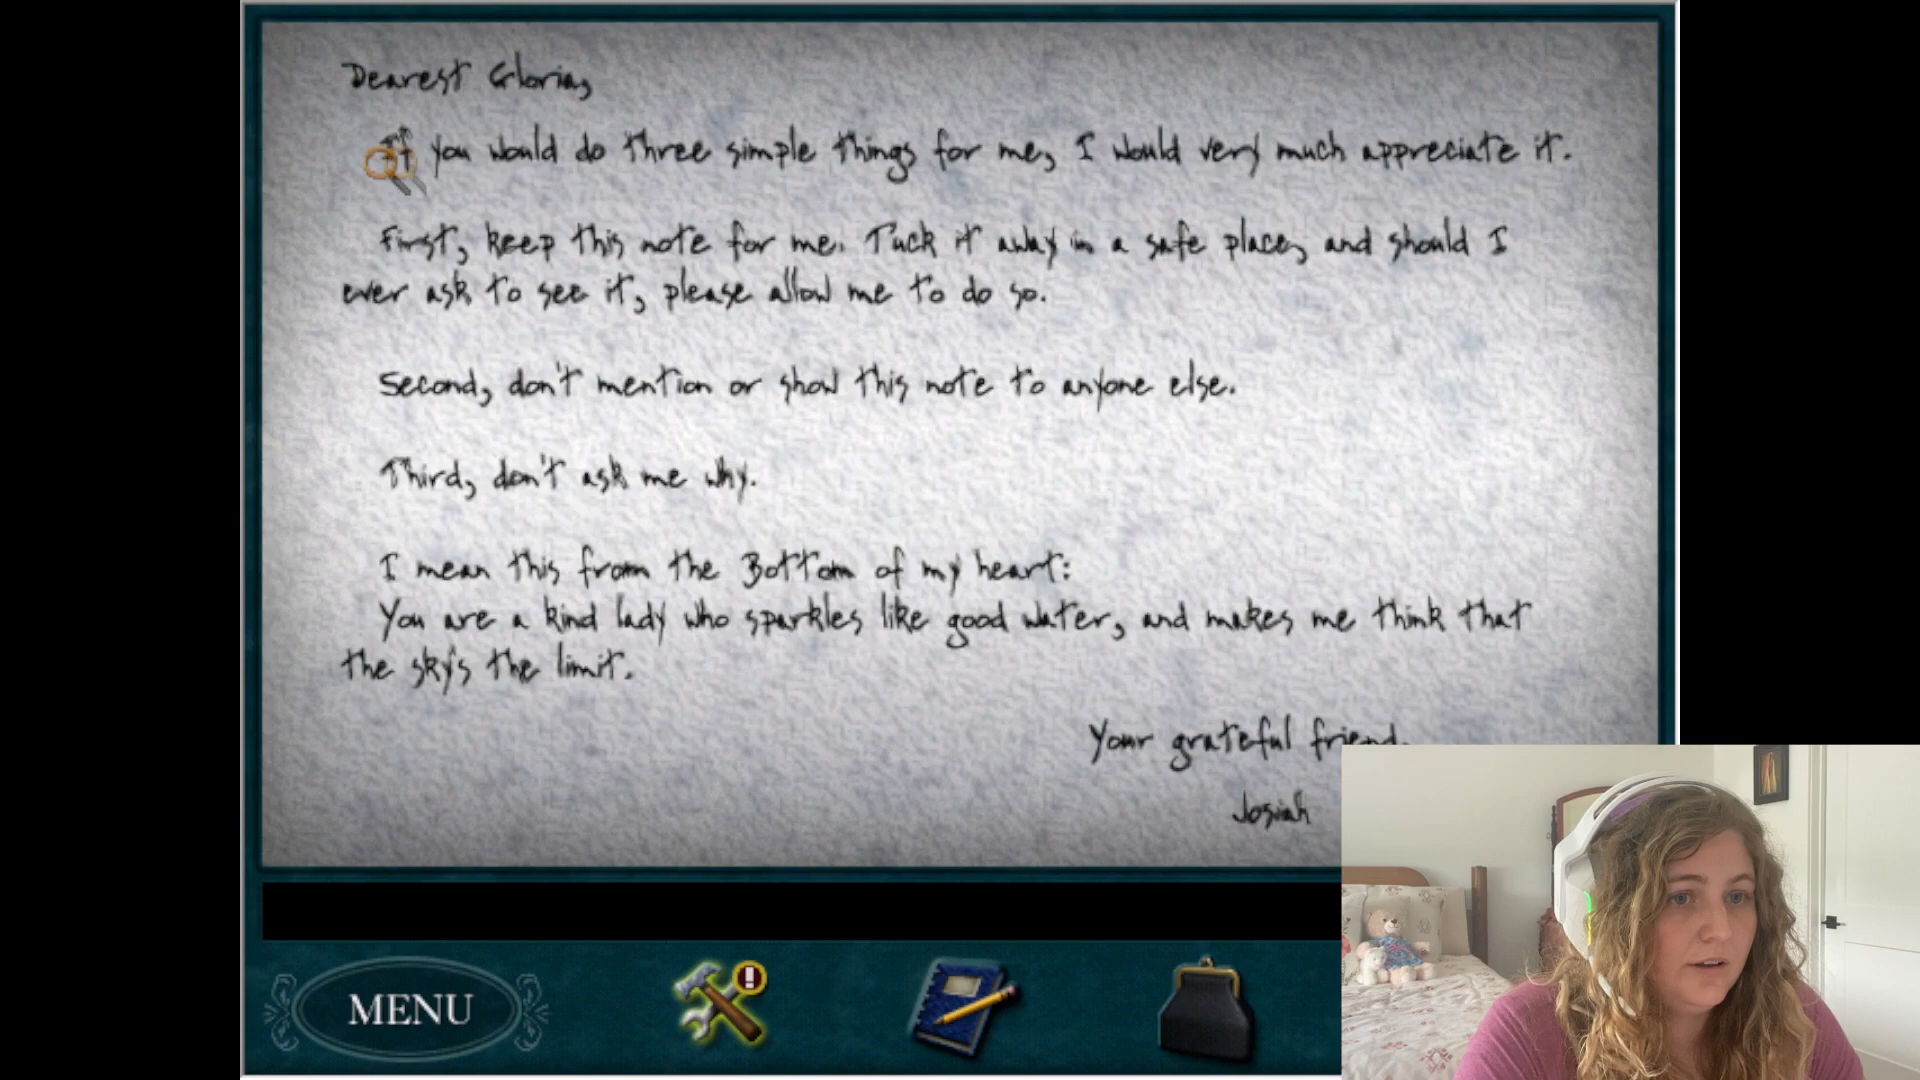 Dearest Gloria,
If you would do three simple things for me, I would very much appreciate it.
First, keep this note for me. Tuck it away in a safe place, and should I
ever ask to see it, please allow me to do so.
Second, don't mention or show this note to anyone else.
Third, don't ask me why.
I mean this from the Bottom of my heart:
You are a kind lady who sparkles like good water, and makes me think that
the sky's the limit.
Your grateful friend,
Josiah
MENU